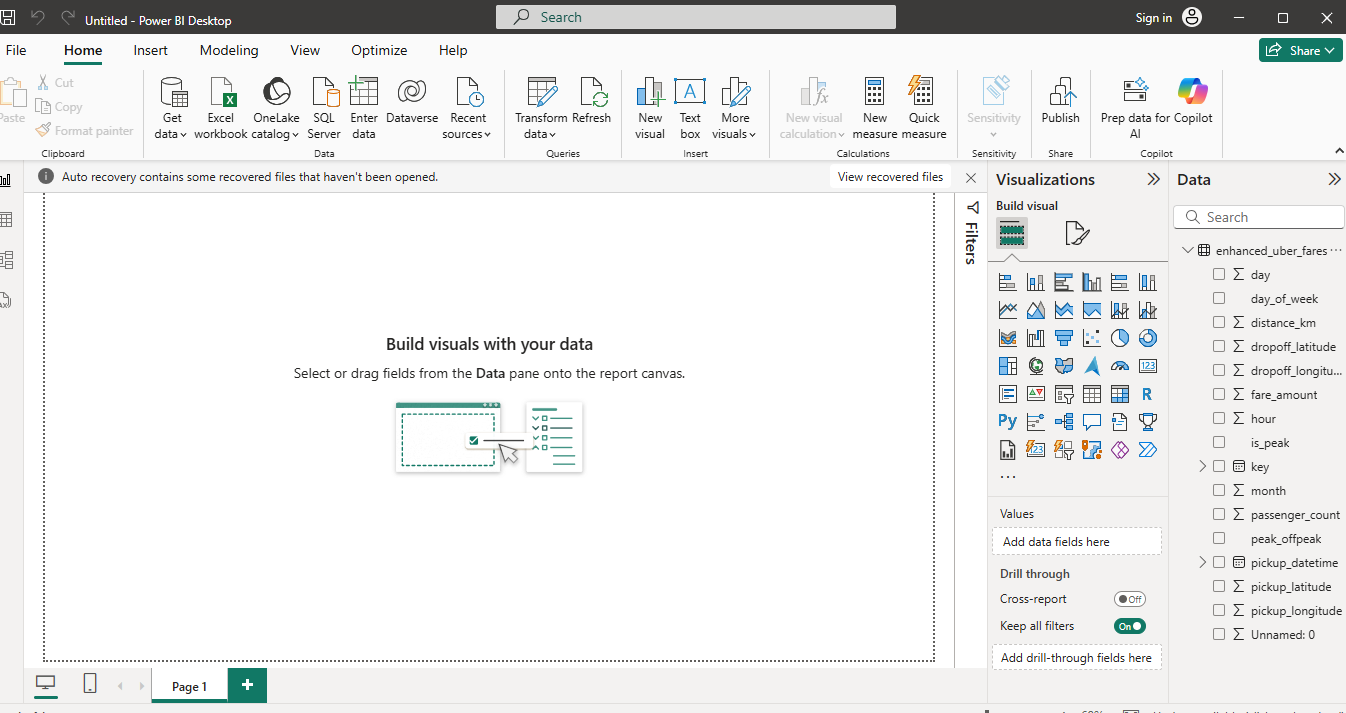 Untitled - Power BI Desktop
Search
Sign in
File Home Insert Modeling View Optimize Help
Share
Paste
Cut
Copy
Format painter
Clipboard
Get data
Excel workbook
OneLake catalog
SQL Server
Enter data
Dataverse
Recent sources
Data
Transform data
Refresh
Queries
New visual
Text box
More visuals
Insert
New visual calculation
New measure
Quick measure
Calculations
Sensitivity
Sensitivity
Publish
Share
Prep data for AI
Copilot
Copilot
Auto recovery contains some recovered files that haven't been opened.
View recovered files
Build visuals with your data
Select or drag fields from the Data pane onto the report canvas.
Filters
Visualizations
Build visual
Values
Add data fields here
Drill through
Cross-report
Off
Keep all filters
On
Add drill-through fields here
Data
Search
enhanced_uber_fares
day
day_of_week
distance_km
dropoff_latitude
dropoff_longitu...
fare_amount
hour
is_peak
key
month
passenger_count
peak_offpeak
pickup_datetime
pickup_latitude
pickup_longitude
Unnamed: 0
Page 1